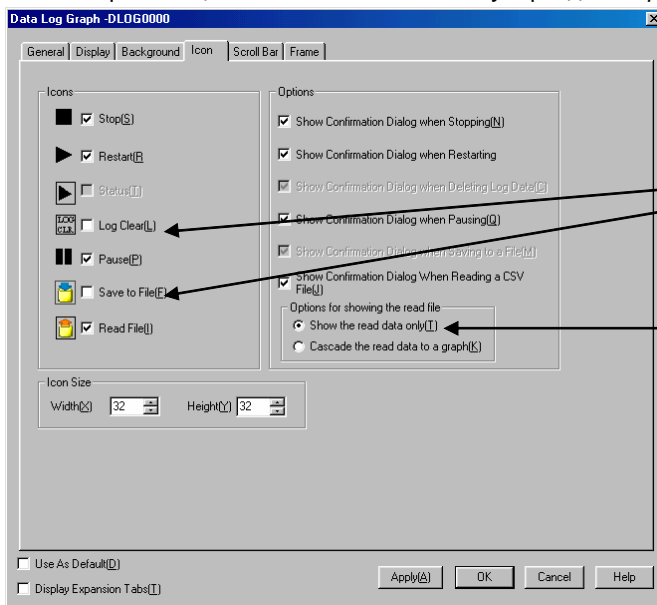 Data Log Graph -DLOG0000
General Display Background Icon Scroll Bar Frame
Icons
Stop(S)
Restart(R
Status(T)
LOG CLR. Log Clear(L)
Pause(P)
Save to File(F)
Read File(I)
Options
Show Confirmation Dialog when Stopping(N)
Show Confirmation Dialog when Restarting
Show Confirmation Dialog when Deleting Log Data(C)
Show Confirmation Dialog when Pausing(Q)
Show Confirmation Dialog when Saving to a File(M)
Show Confirmation Dialog When Reading a CSV
File(J)
Options for showing the read file
Show the read data only(T)
Cascade the read data to a graph(K)
Icon Size
Width(X) 32 Height(Y) 32
Use As Default(D)
Display Expansion Tabs(T)
Apply(A) OK Cancel Help